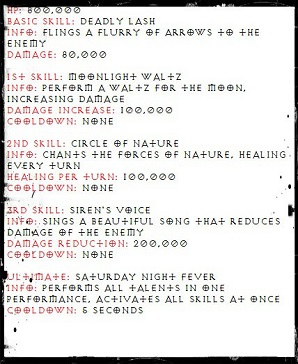 HP: 800,000
BASIC SKILL: DEADLY LASH
INFO: FLINGS A FLURRY OF ARROWS TO THE
ENEMY
DAMAGE: 80,000
1ST SKILL: MOONLIGHT WALTZ
INFO: PERFORM A WALTZ FOR THE MOON,
INCREASING DAMAGE
DAMAGE INCREASE: 100,000
COOLDOWN: NONE
2ND SKILL: CIRCLE OF NATURE
INFO: CHANTS THE FORCES OF NATURE, HEALING
EVERY TURN
HEALING PER TURN: 100,000
COOLDOWN: NONE
3RD SKILL: SIREN'S VOICE
INFO: SINGS A BEAUTIFUL SONG THAT REDUCES
DAMAGE OF THE ENEMY
DAMAGE REDUCTION: 200,000
COOLDOWN: NONE
ULTIMATE: SATURDAY NIGHT FEVER
INFO: PERFORMS ALL TALENTS IN ONE
PERFORMANCE, ACTIVATES ALL SKILLS AT ONCE
COOLDOWN: 5 SECONDS